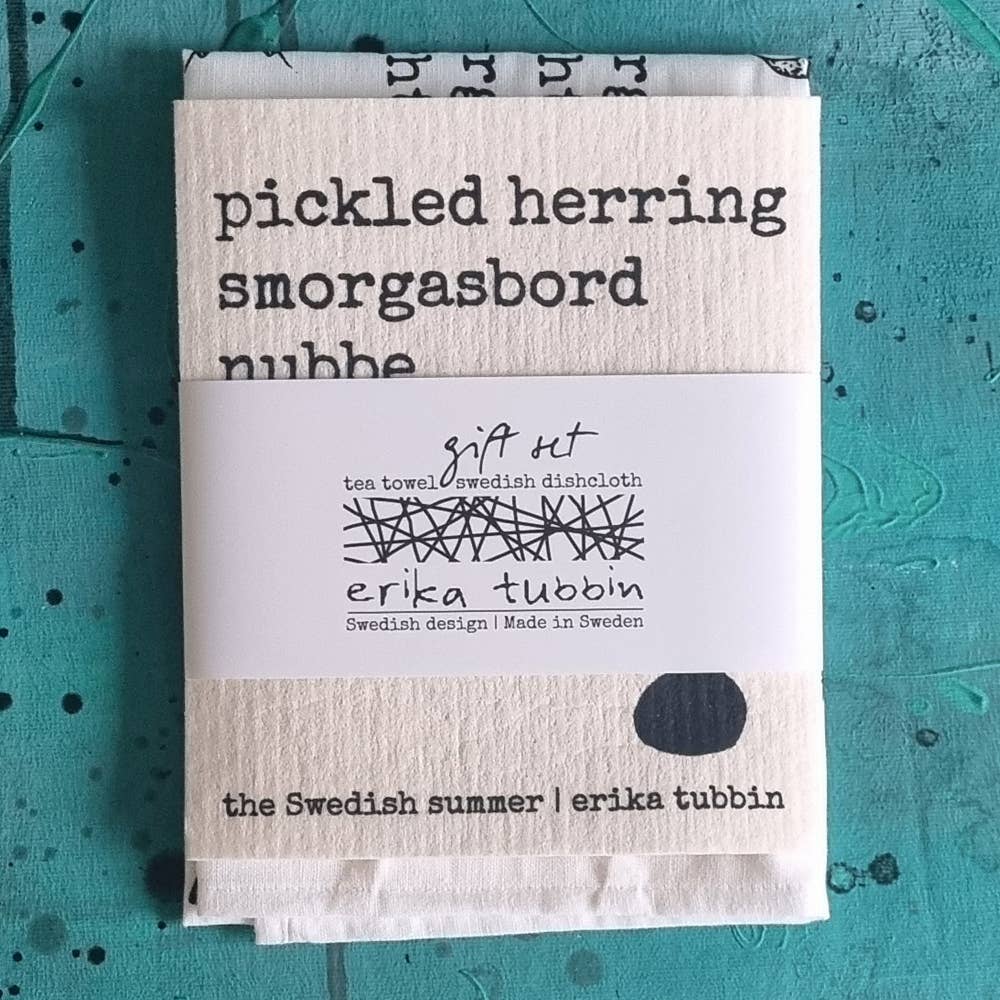 pickled herring
smorgasbord
nubbe
gift set
tea towel swedish dishcloth
erika tubbin
Swedish design | Made in Sweden
the Swedish summer | erika tubbin